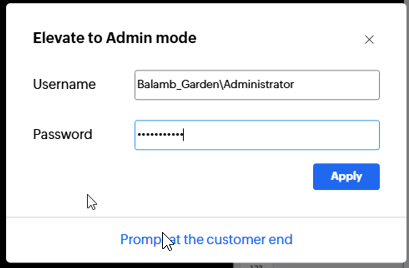 Elevate to Admin mode
Username
Balamb_Garden\Administrator
Password
•••••••••••
Apply
Prompt at the customer end